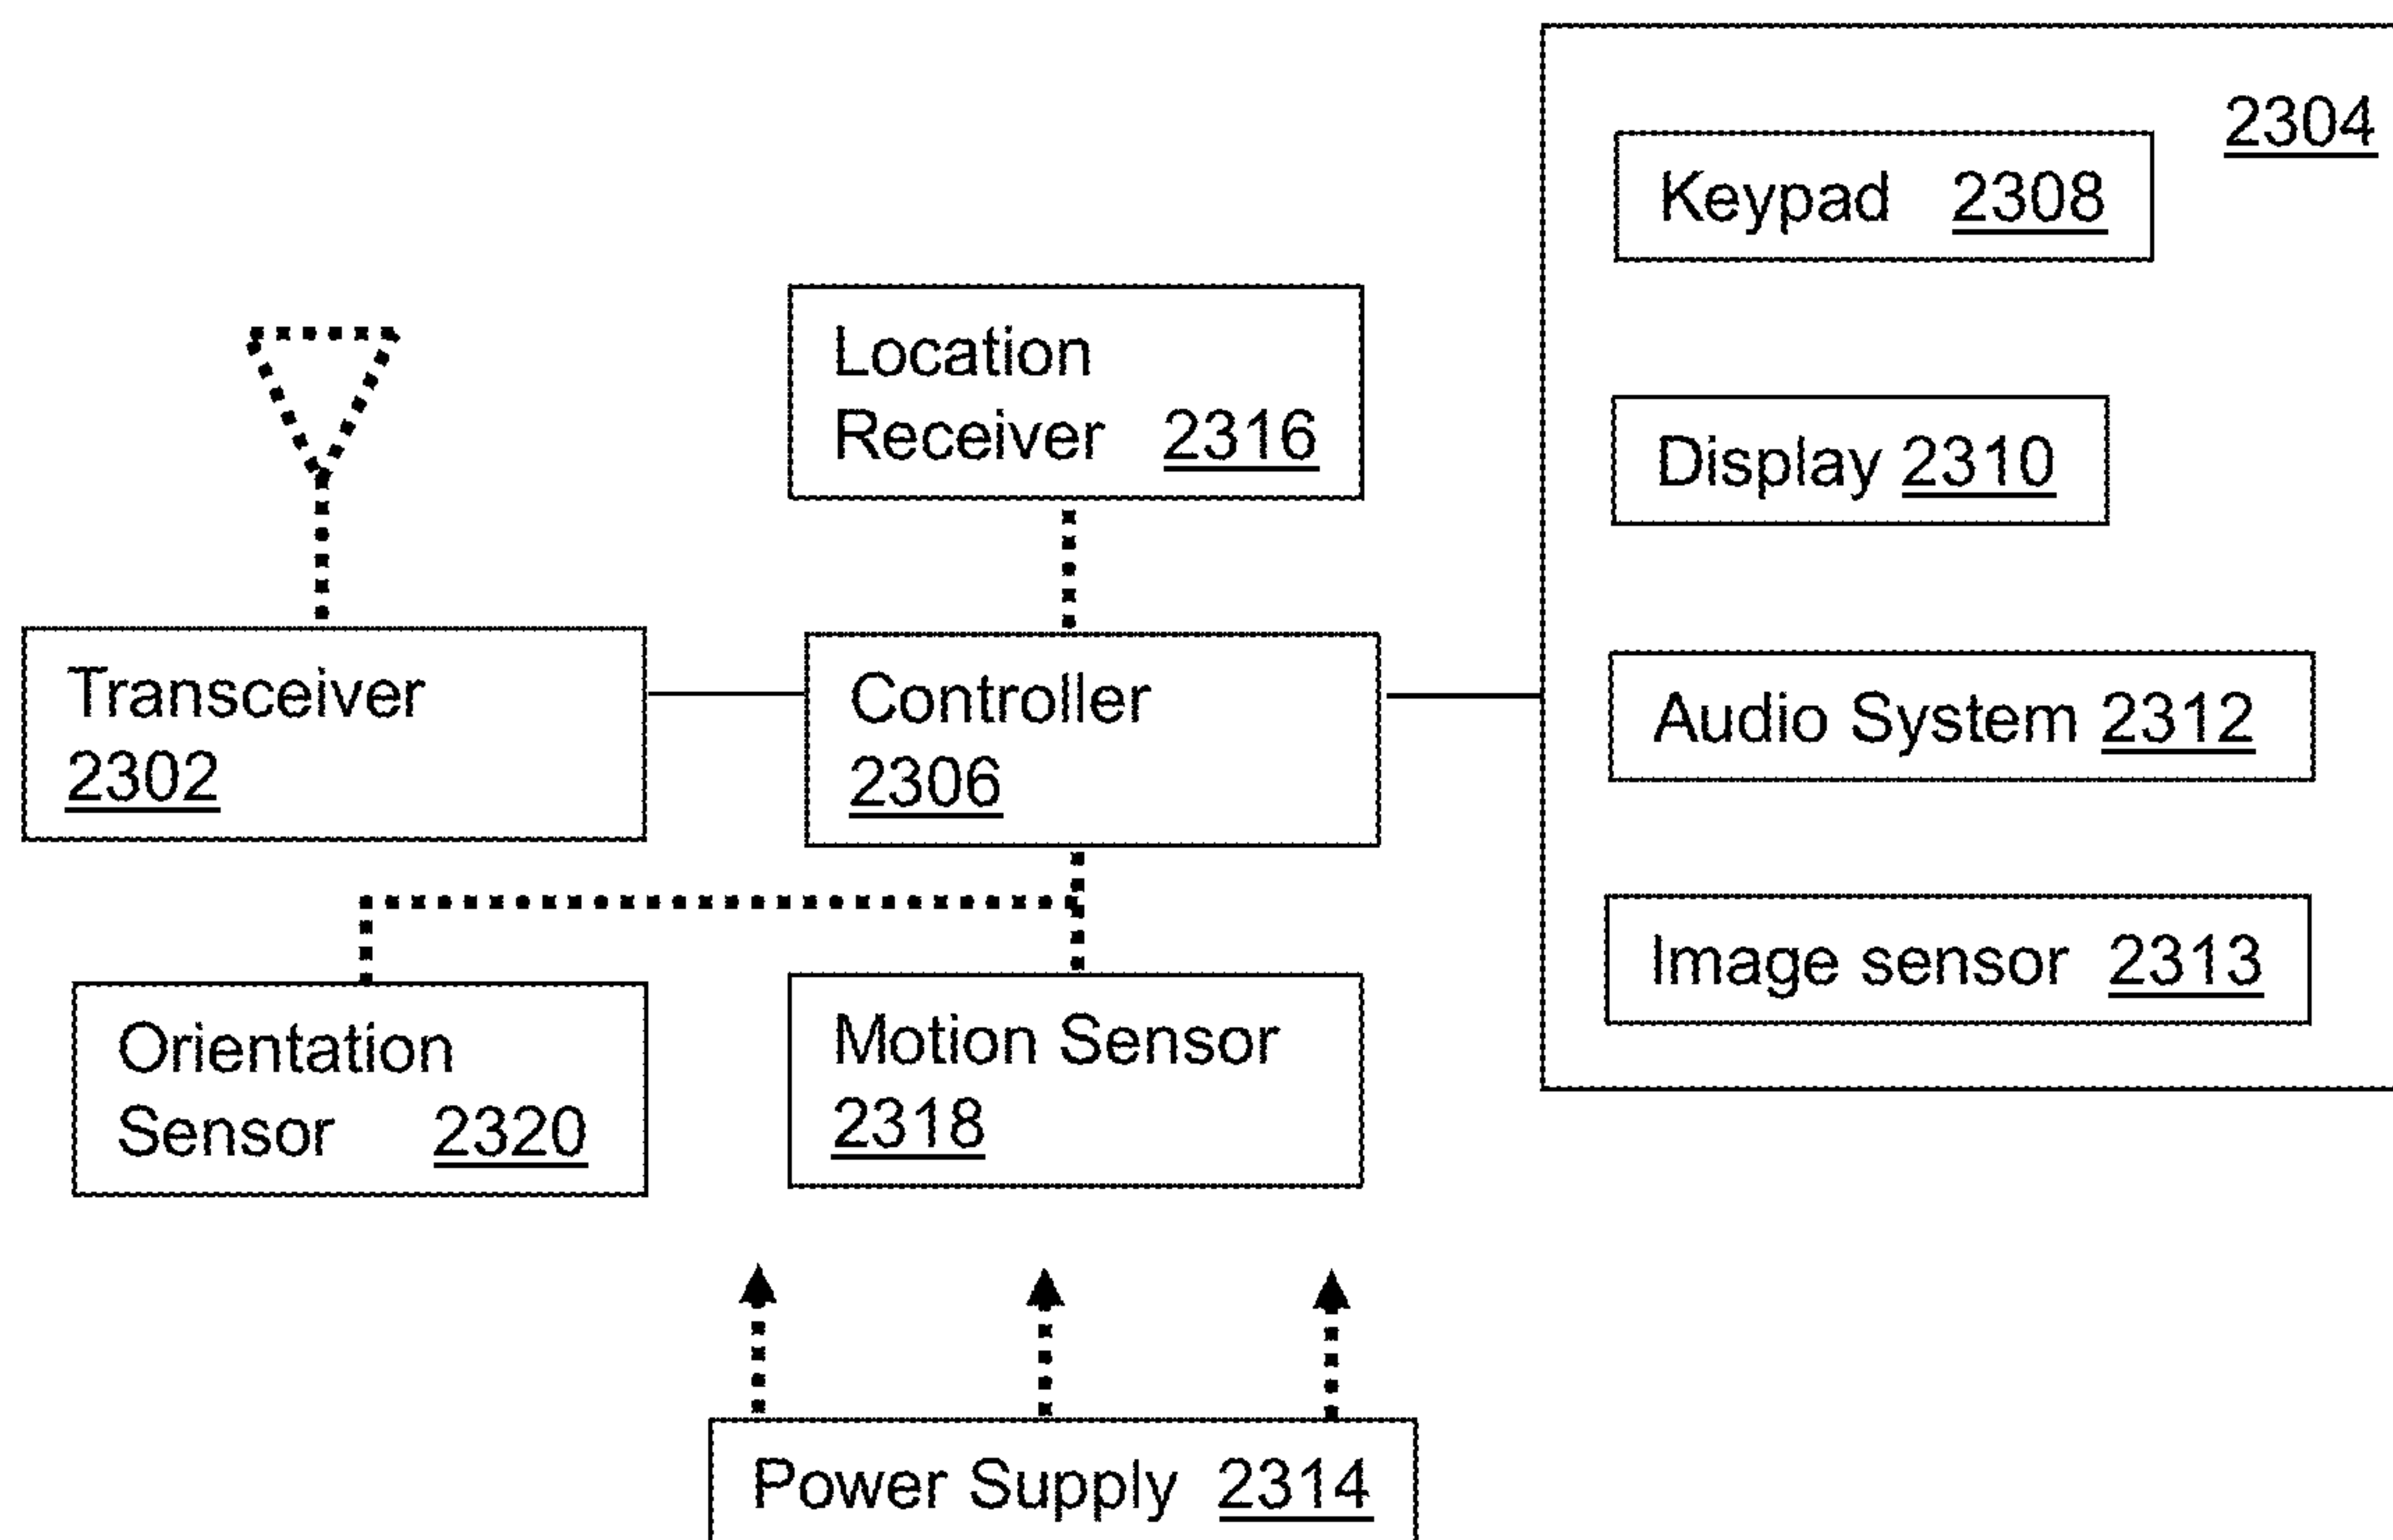 2304
Keypad 2308
Location
Receiver 2316
Display 2310
Transceiver
2302
Controller
2306
Audio System 2312
Image sensor 2313
Orientation
Sensor 2320
Motion Sensor
2318
Power Supply 2314